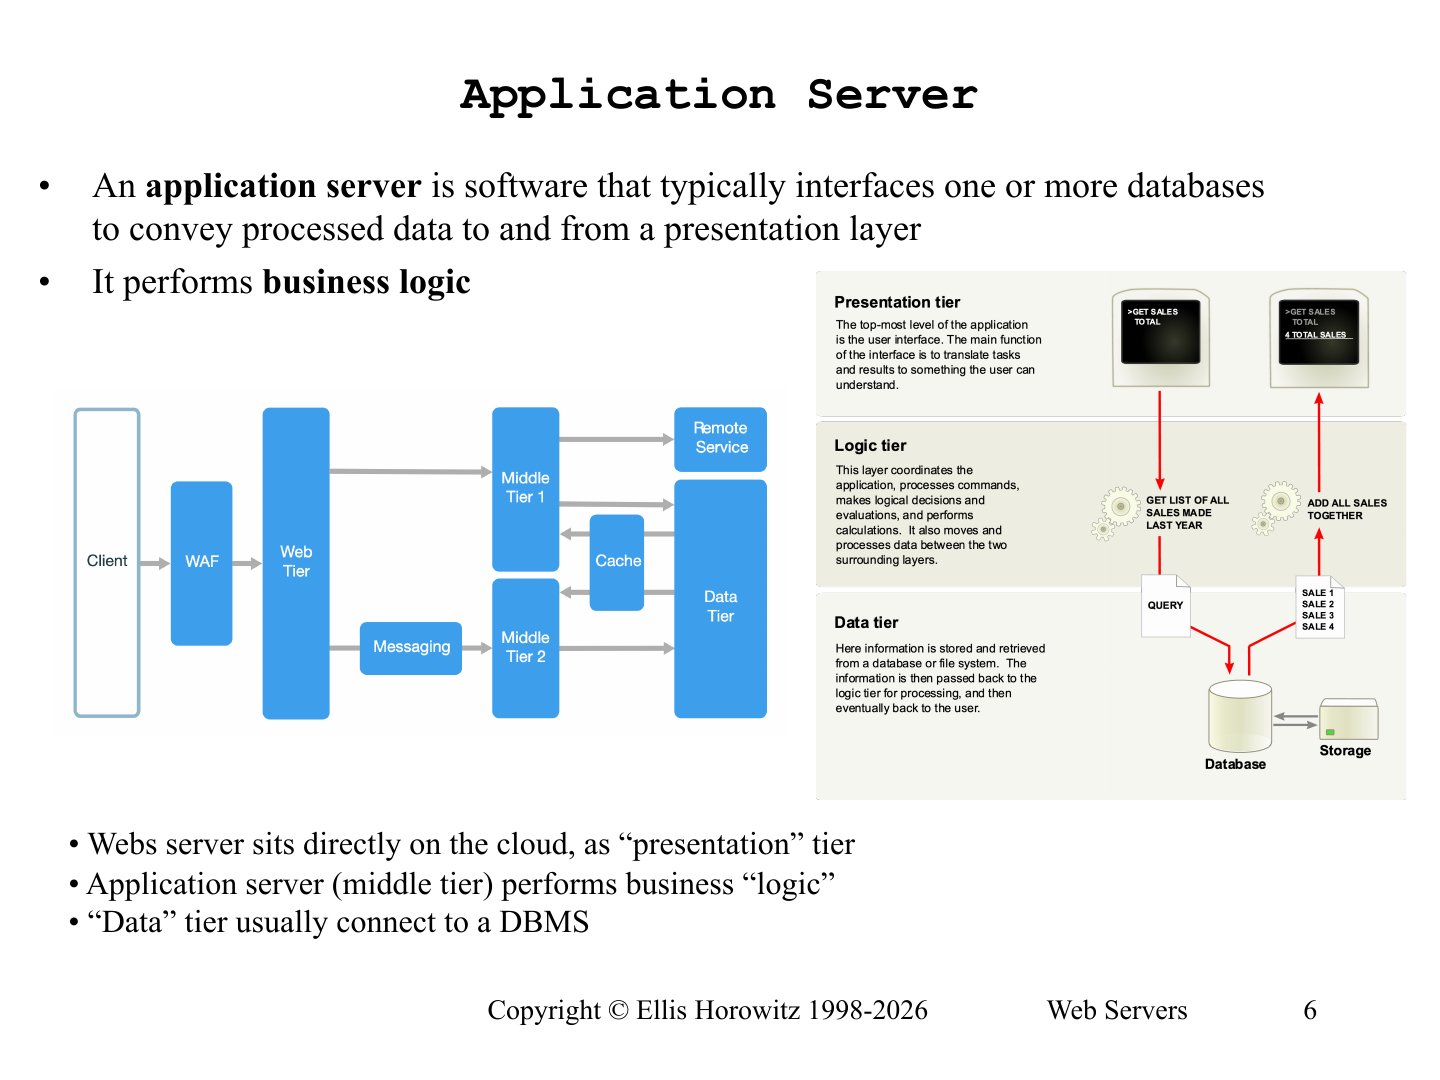 Application Server
• An application server is software that typically interfaces one or more databases
to convey processed data to and from a presentation layer
• It performs business logic
Client
WAF
Web
Tier
Messaging
Middle
Tier 1
Middle
Tier 2
Cache
Remote
Service
Data
Tier
Presentation tier
The top-most level of the application
is the user interface. The main function
of the interface is to translate tasks
and results to something the user can
understand.
>GET SALES
TOTAL
>GET SALES
TOTAL
4 TOTAL SALES
Logic tier
This layer coordinates the
application, processes commands,
makes logical decisions and
evaluations, and performs
calculations. It also moves and
processes data between the two
surrounding layers.
GET LIST OF ALL
SALES MADE
LAST YEAR
ADD ALL SALES
TOGETHER
Data tier
Here information is stored and retrieved
from a database or file system. The
information is then passed back to the
logic tier for processing, and then
eventually back to the user.
QUERY
SALE 1
SALE 2
SALE 3
SALE 4
Database
Storage
• Webs server sits directly on the cloud, as “presentation” tier
• Application server (middle tier) performs business “logic”
• “Data” tier usually connect to a DBMS
Copyright © Ellis Horowitz 1998-2026 Web Servers 6